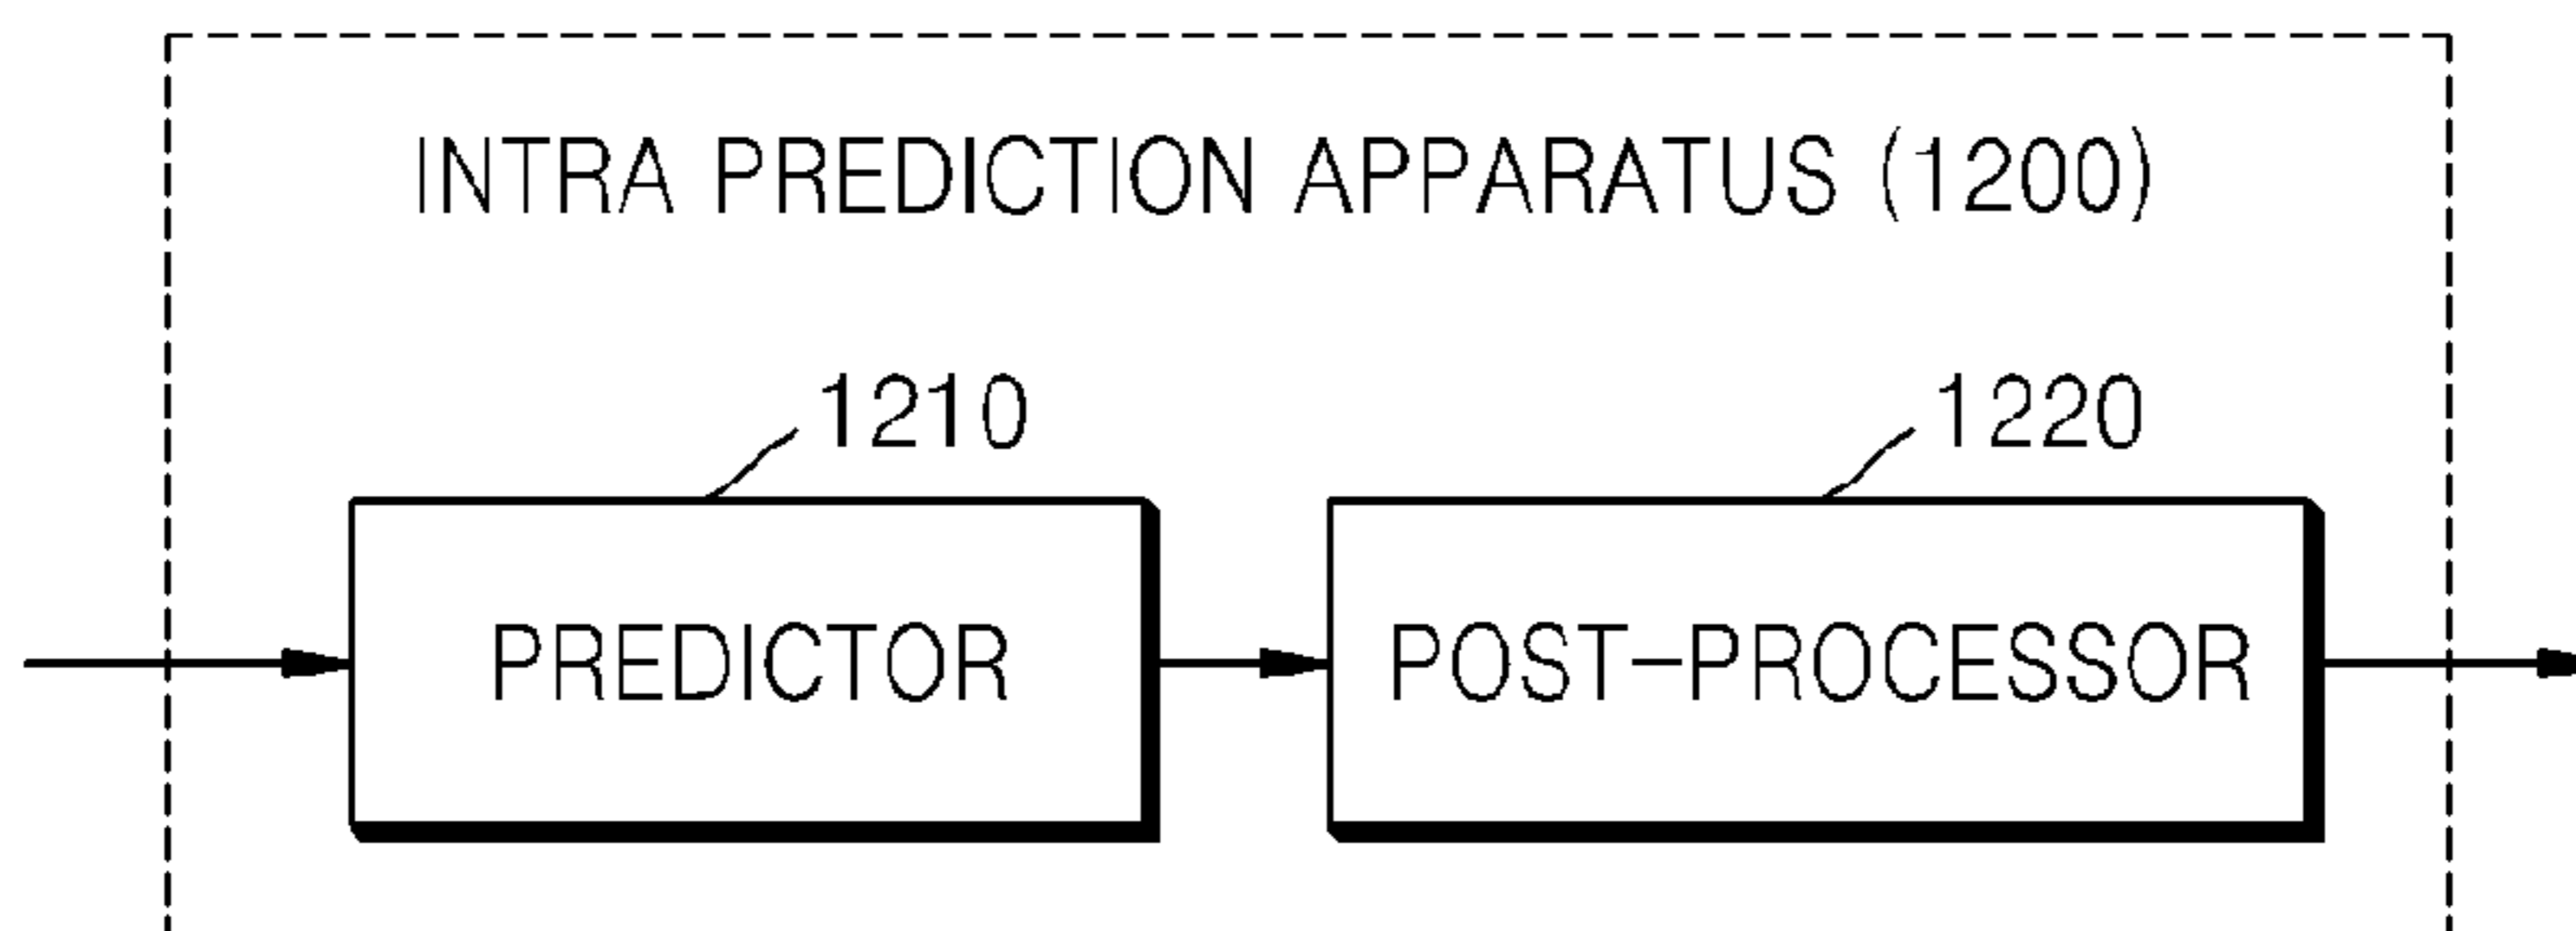 INTRA PREDICTION APPARATUS (1200)
1210 1220
PREDICTOR POST-PROCESSOR